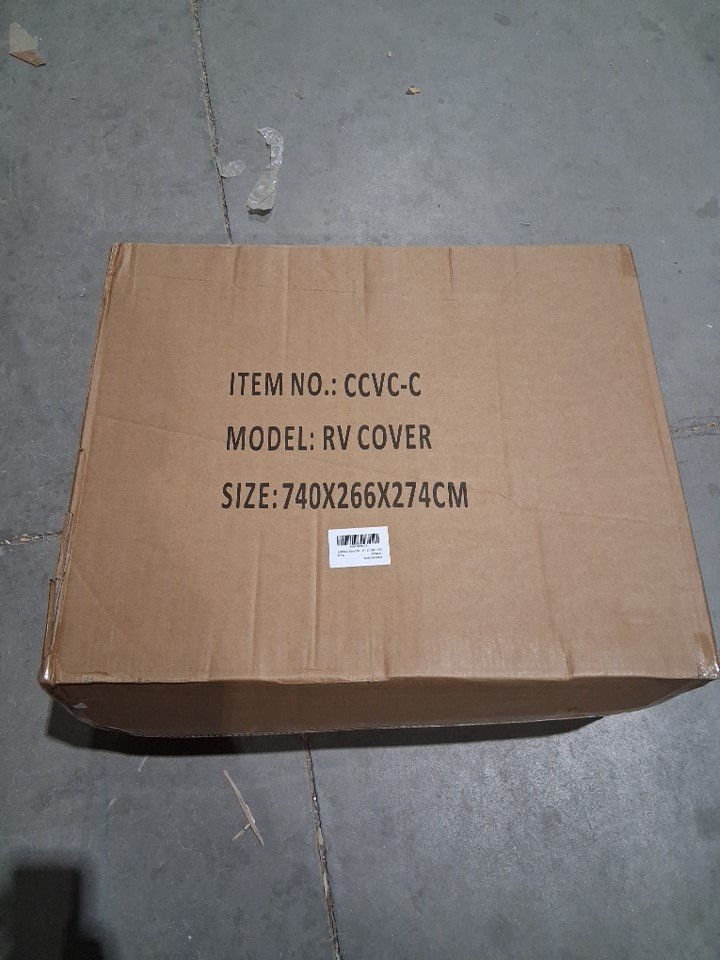 ITEM NO.: CCVC-C
MODEL: RV COVER
SIZE:740X266X274CM